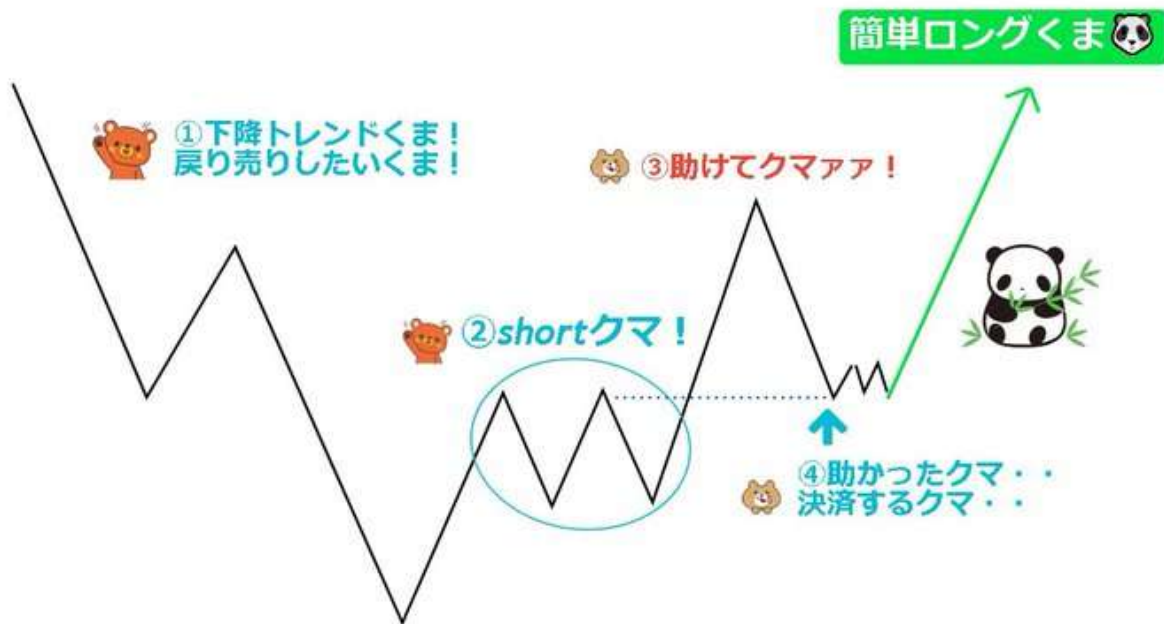 簡単ロングくま
①下降トレンドくま！
戻り売りしたいくま！
③助けてクマァァ！
②shortクマ！
④助かったクマ・・
決済するクマ・・